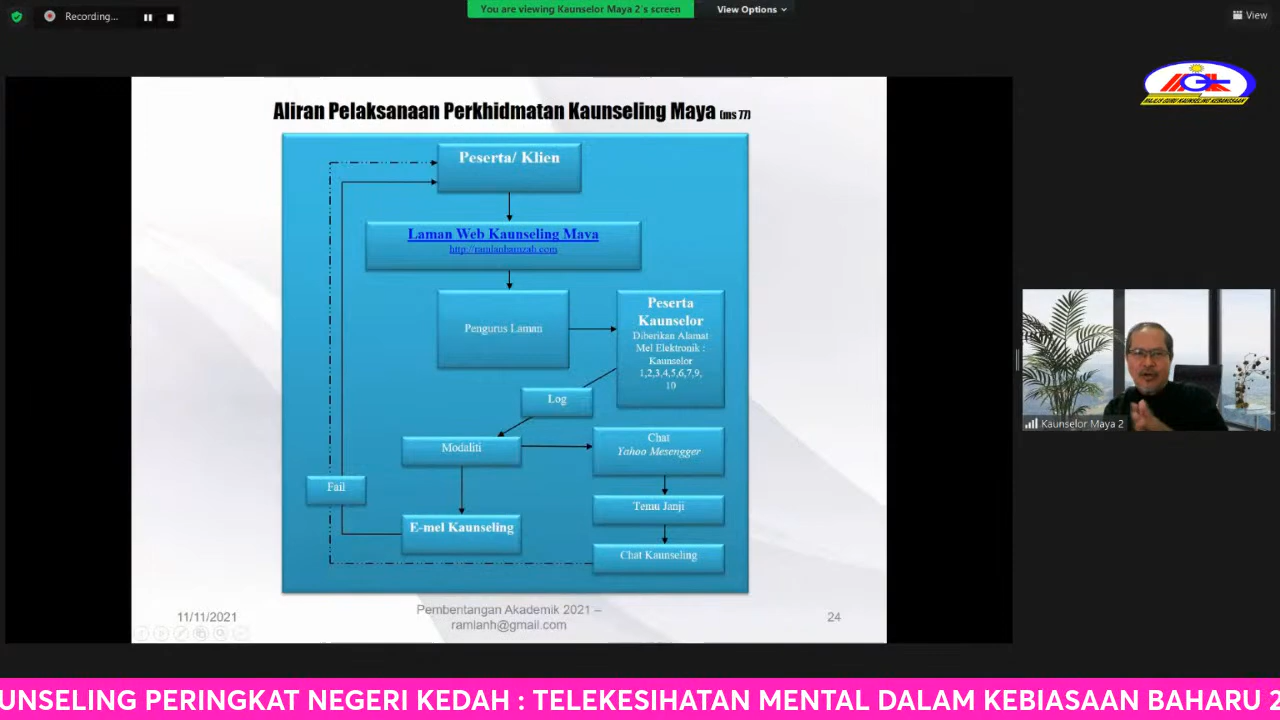 Recording...
You are viewing Kaunselor Maya 2's screen
View Options
View
MAJLIS GURU KAUNSELING KEBANGSAAN
Aliran Pelaksanaan Perkhidmatan Kaunseling Maya (ms 77)
Peserta/ Klien
Laman Web Kaunseling Maya
http://ramlanhamzah.com
Pengurus Laman
Peserta
Kaunselor
Diberikan Alamat
Mel Elektronik :
Kaunselor
1,2,3,4,5,6,7,9,
10
Log
Modaliti
Chat
Yahoo Mesengger
Fail
Temu Janji
E-mel Kaunseling
Chat Kaunseling
11/11/2021
Pembentangan Akademik 2021 –
ramlanh@gmail.com
24
Kaunselor Maya 2
UNSELING PERINGKAT NEGERI KEDAH : TELEKESIHATAN MENTAL DALAM KEBIASAAN BAHARU 2